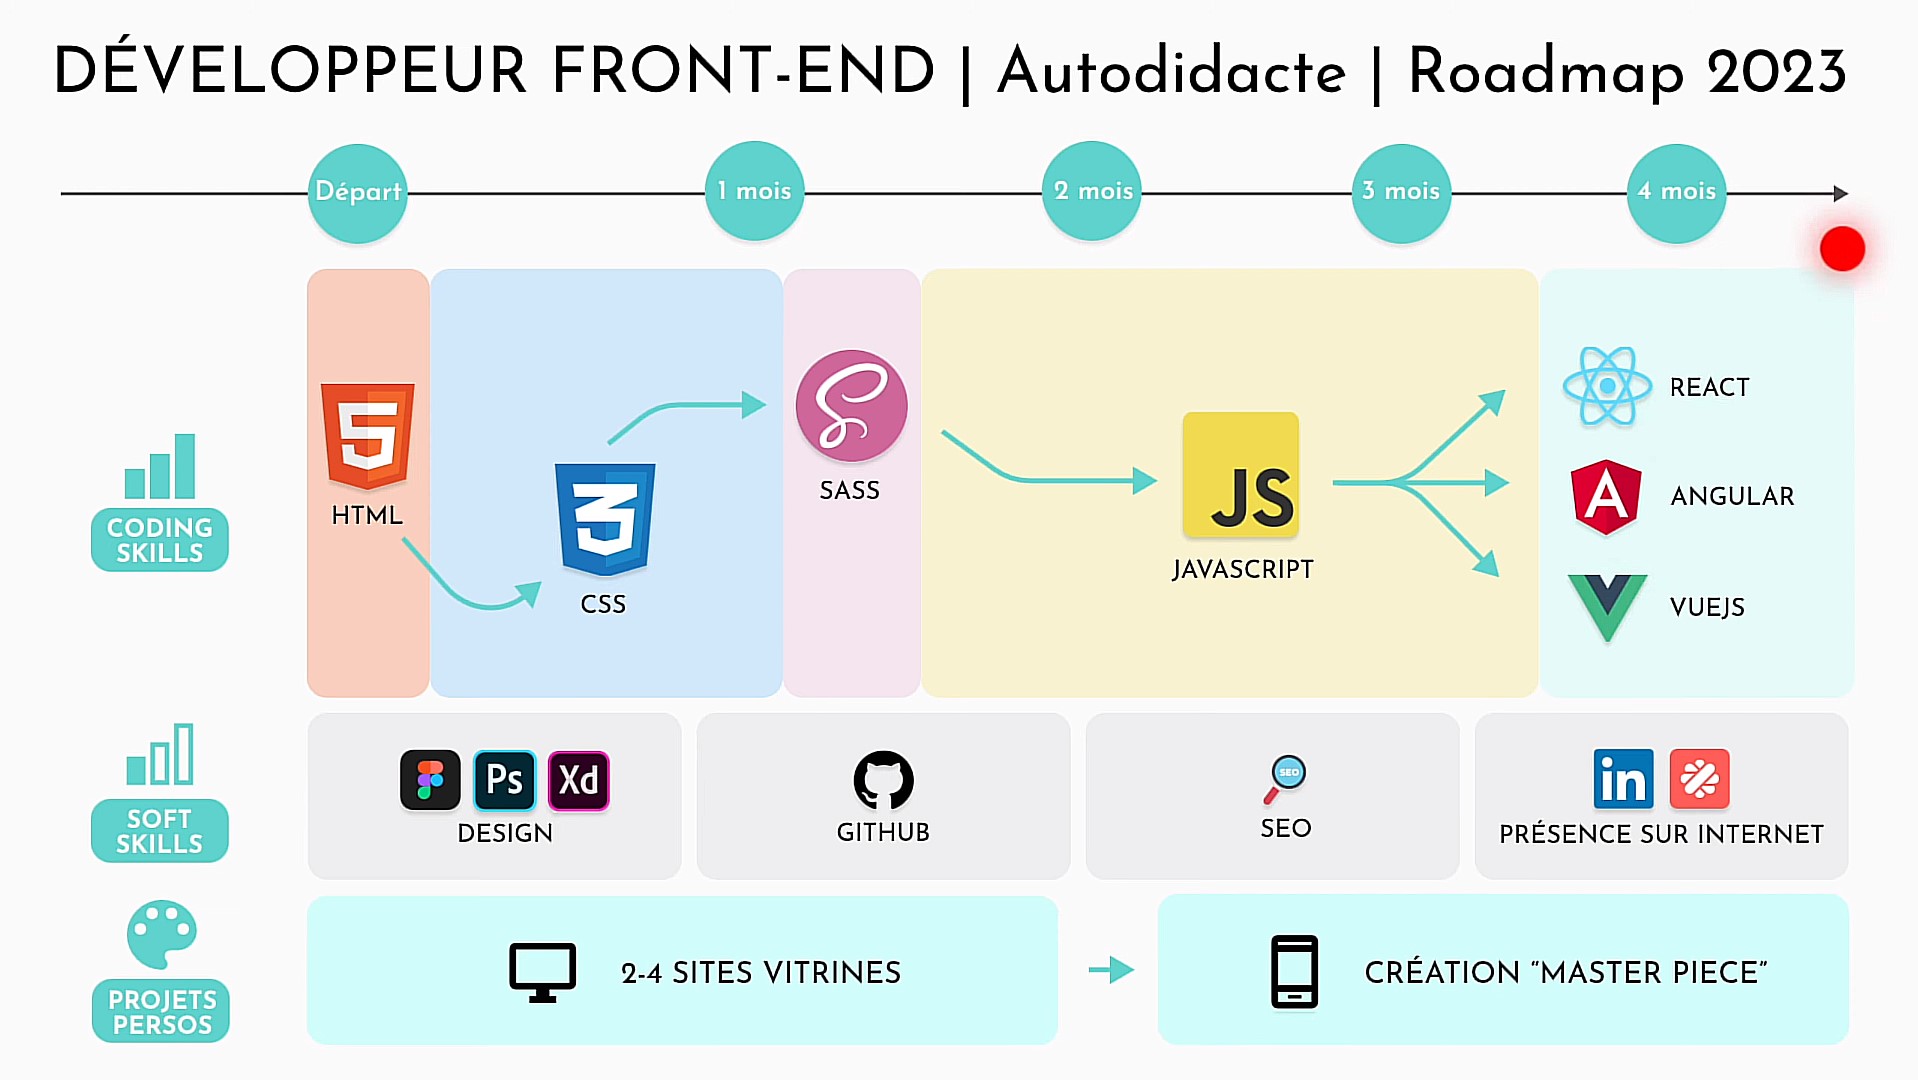 DÉVELOPPEUR FRONT-END | Autodidacte | Roadmap 2023
Départ
1 mois
2 mois
3 mois
4 mois
CODING
SKILLS
HTML
CSS
SASS
JS
JAVASCRIPT
REACT
ANGULAR
VUEJS
SOFT
SKILLS
Ps
Xd
DESIGN
GITHUB
SEO
SEO
in
PRÉSENCE SUR INTERNET
PROJETS
PERSOS
2-4 SITES VITRINES
CRÉATION “MASTER PIECE”